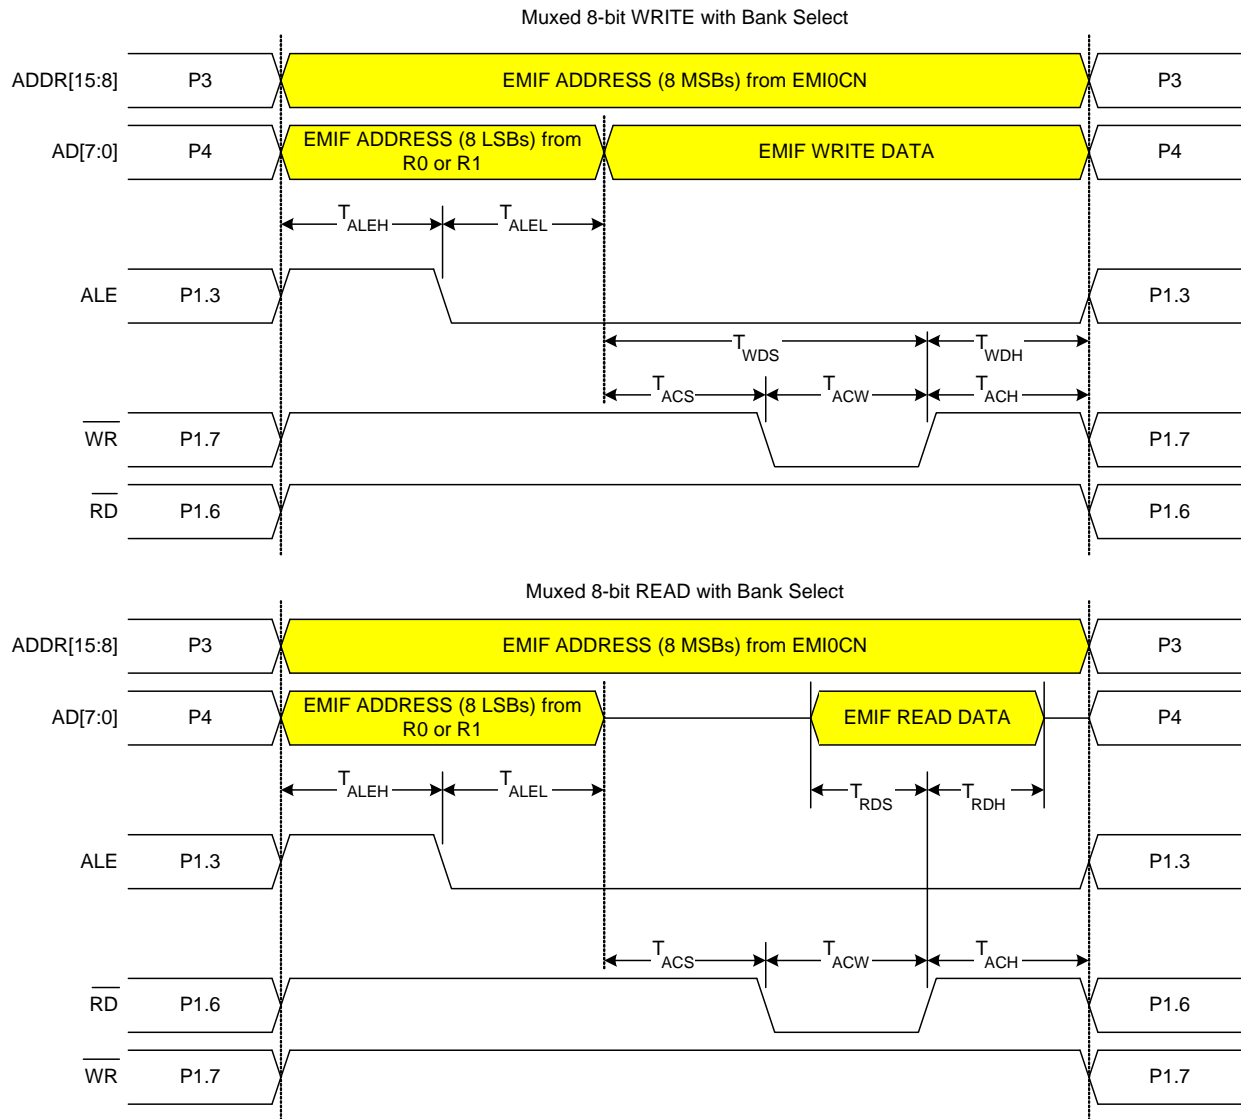 Muxed 8-bit WRITE with Bank Select
ADDR[15:8] P3 EMIF ADDRESS (8 MSBs) from EMI0CN P3
AD[7:0] P4 EMIF ADDRESS (8 LSBs) from
R0 or R1 EMIF WRITE DATA P4
TALEH TALEL
ALE P1.3 P1.3
TWDS TWDH
TACS TACW TACH
WR P1.7 P1.7
RD P1.6 P1.6
Muxed 8-bit READ with Bank Select
ADDR[15:8] P3 EMIF ADDRESS (8 MSBs) from EMI0CN P3
AD[7:0] P4 EMIF ADDRESS (8 LSBs) from
R0 or R1 EMIF READ DATA P4
TALEH TALEL TRDS TRDH
ALE P1.3 P1.3
TACS TACW TACH
RD P1.6 P1.6
WR P1.7 P1.7